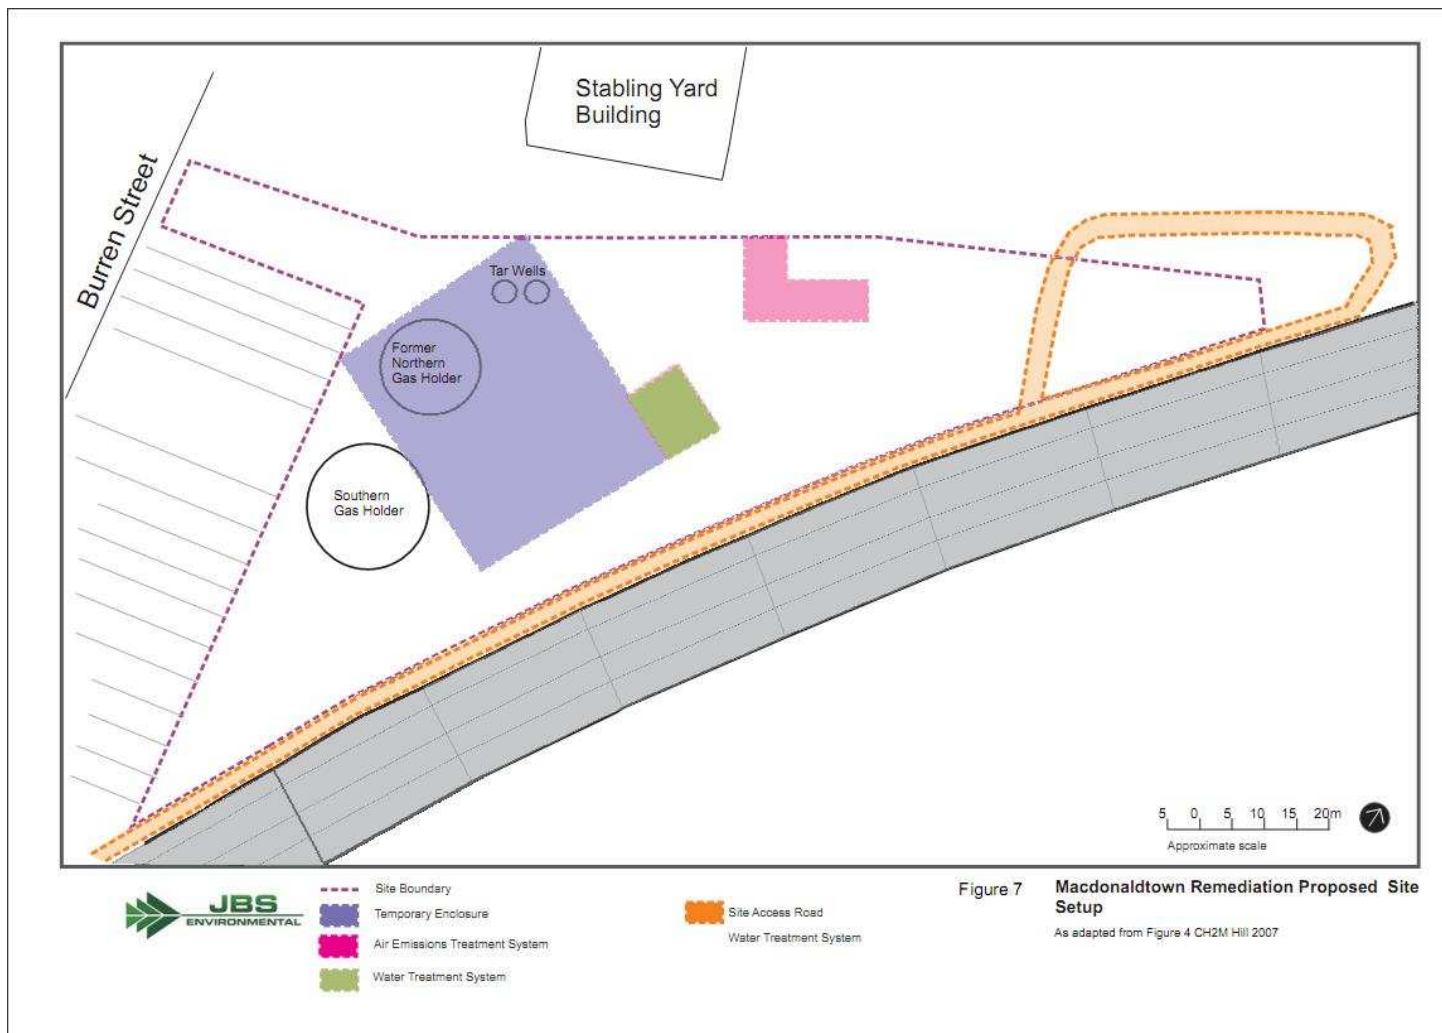 Stabling Yard
Building
Burren Street
Tar Wells
Former
Northern
Gas Holder
Southern
Gas Holder
5 0 5 10 15 20m
Approximate scale
JBS
ENVIRONMENTAL
Site Boundary
Temporary Enclosure
Air Emissions Treatment System
Water Treatment System
Site Access Road
Water Treatment System
Figure 7
Macdonaldtown Remediation Proposed Site
Setup
As adapted from Figure 4 CH2M Hill 2007